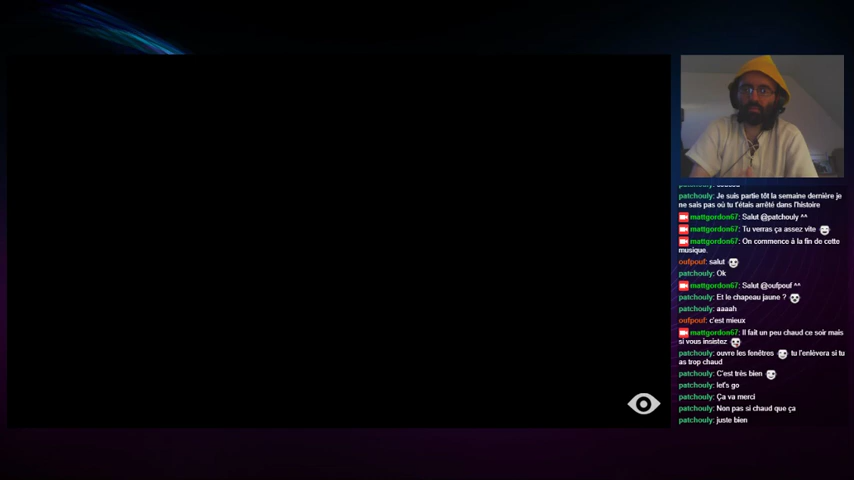 patchouly: Je suis partie tôt la semaine dernière je
ne sais pas où tu t'étais arrêté dans l'histoire
mattgordon67: Salut @patchouly ^^
mattgordon67: Tu verras ça assez vite
mattgordon67: On commence à la fin de cette
musique.
oufpouf: salut
patchouly: Ok
mattgordon67: Salut @oufpouf ^^
patchouly: Et le chapeau jaune ?
patchouly: aaaah
oufpouf: c'est mieux
mattgordon67: Il fait un peu chaud ce soir mais
si vous insistez
patchouly: ouvre les fenêtres tu l'enlèvera si tu
as trop chaud
patchouly: C'est très bien
patchouly: let's go
patchouly: Ça va merci
patchouly: Non pas si chaud que ça
patchouly: juste bien